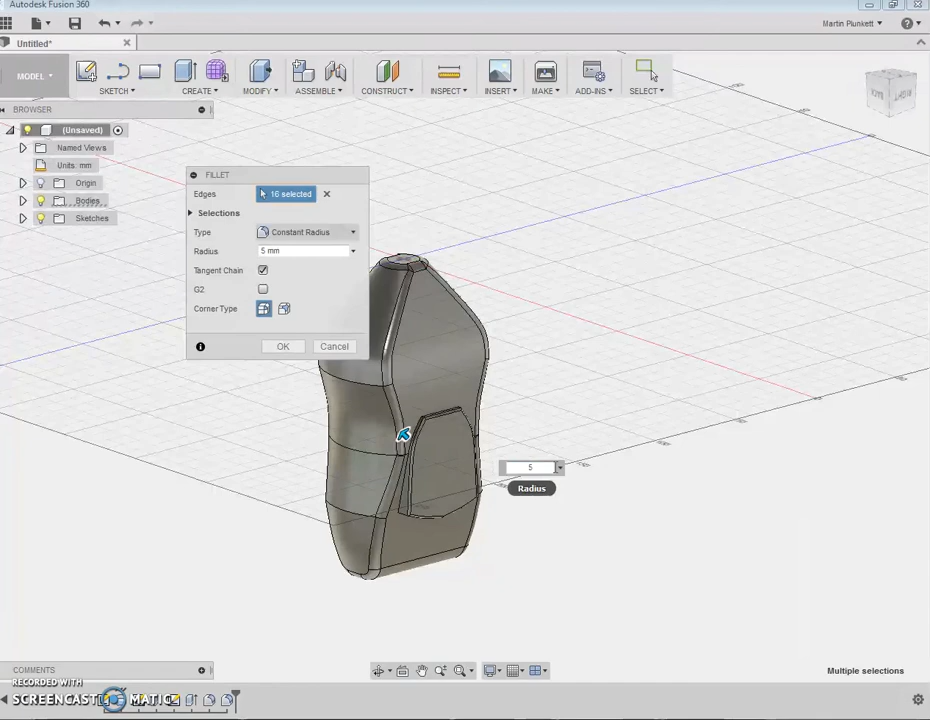 Autodesk Fusion 360
Martin Plunkett
Untitled*
MODEL
SKETCH
CREATE
MODIFY
ASSEMBLE
CONSTRUCT
INSPECT
INSERT
MAKE
ADD-INS
SELECT
BROWSER
(Unsaved)
Named Views
Units: mm
Origin
Bodies
Sketches
FILLET
Edges 16 selected
Selections
Type Constant Radius
Radius 5 mm
Tangent Chain
G2
Corner Type
OK Cancel
5
Radius
RIGHT
COMMENTS
Multiple selections
RECORDED WITH
SCREENCAST MATIC